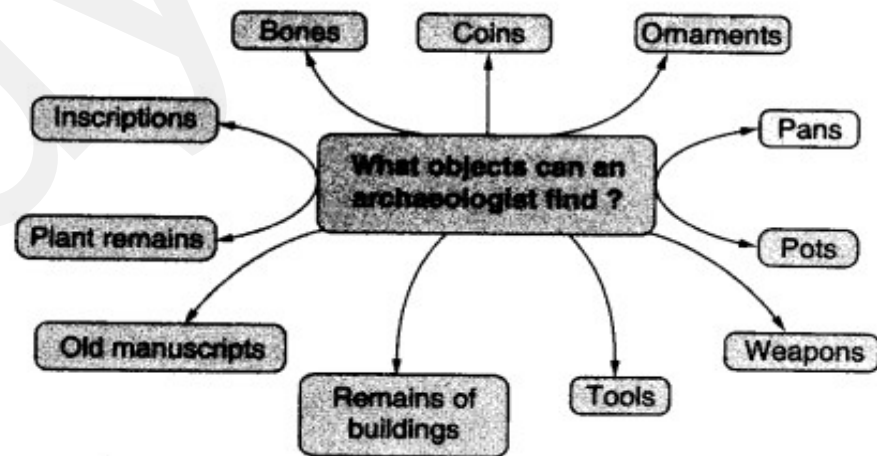 Bones
Coins
Ornaments
Inscriptions
Pans
What objects can an
archaeologist find ?
Plant remains
Pots
Old manuscripts
Weapons
Remains of
buildings
Tools